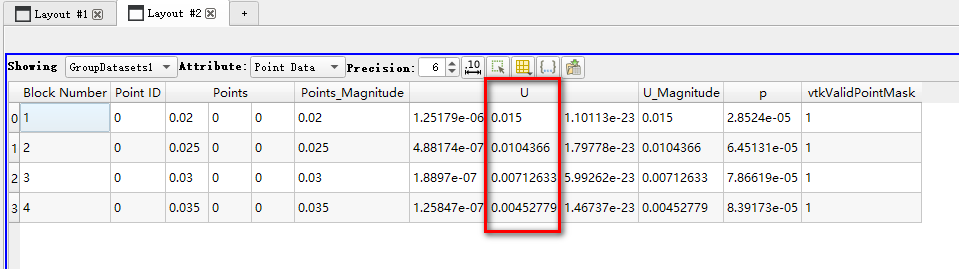 Layout #1 Layout #2 +
Showing GroupDatasets1 Attribute: Point Data Precision: 6 .10 {...}
Block Number Point ID Points Points_Magnitude U U_Magnitude p vtkValidPointMask
0 1 0 0.02 0 0 0.02 1.25179e-06 0.015 1.10113e-23 0.015 2.8524e-05 1
1 2 0 0.025 0 0 0.025 4.88174e-07 0.0104366 1.79778e-23 0.0104366 6.45131e-05 1
2 3 0 0.03 0 0 0.03 1.8897e-07 0.00712633 5.99262e-23 0.00712633 7.86619e-05 1
3 4 0 0.035 0 0 0.035 1.25847e-07 0.00452779 1.46737e-23 0.00452779 8.39173e-05 1